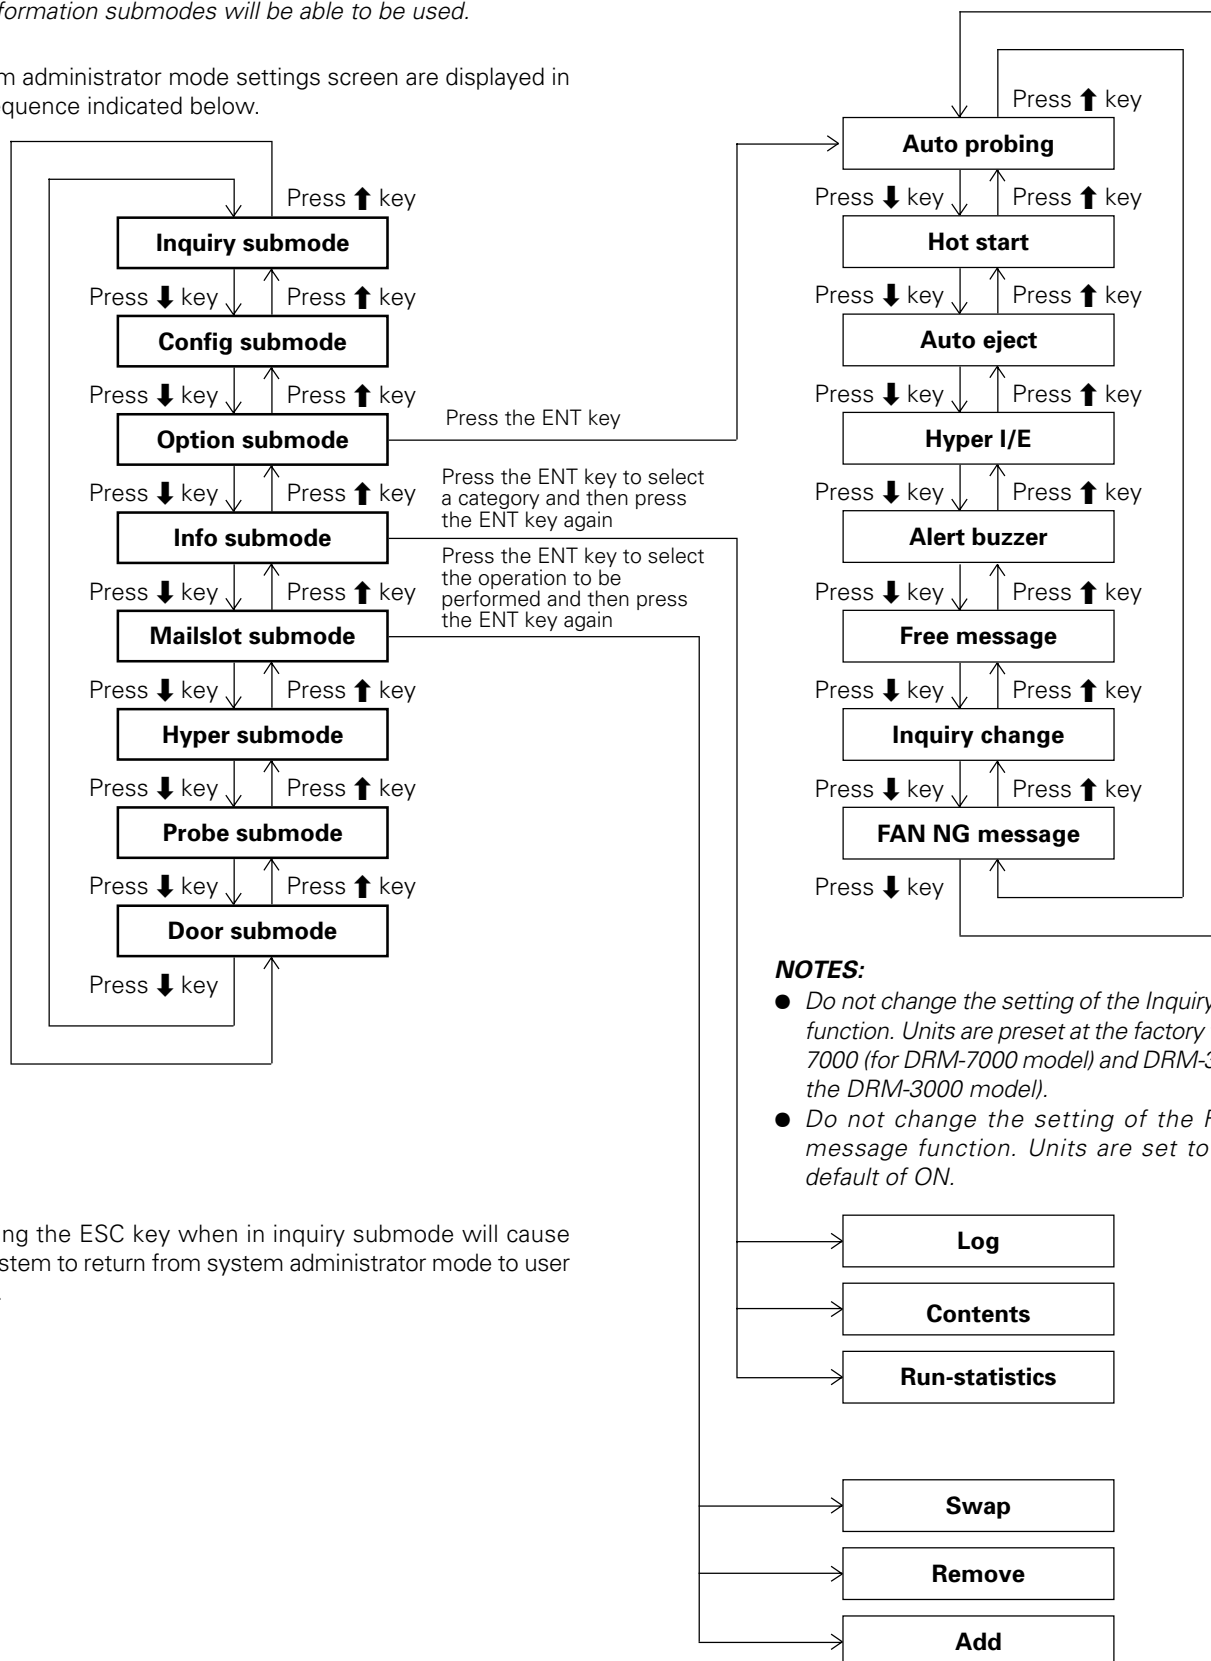 formation submodes will be able to be used.
m administrator mode settings screen are displayed in
equence indicated below.
Press ⬆ key
Inquiry submode
Press ⬇ key
Press ⬆ key
Config submode
Press ⬇ key
Press ⬆ key
Option submode
Press the ENT key
Press ⬇ key
Press ⬆ key
Info submode
Press the ENT key to select
a category and then press
the ENT key again
Press ⬇ key
Press ⬆ key
Mailslot submode
Press the ENT key to select
the operation to be
performed and then press
the ENT key again
Press ⬇ key
Press ⬆ key
Hyper submode
Press ⬇ key
Press ⬆ key
Probe submode
Press ⬇ key
Press ⬆ key
Door submode
Press ⬇ key
ng the ESC key when in inquiry submode will cause
stem to return from system administrator mode to user
.
Press ⬆ key
Auto probing
Press ⬇ key
Press ⬆ key
Hot start
Press ⬇ key
Press ⬆ key
Auto eject
Press ⬇ key
Press ⬆ key
Hyper I/E
Press ⬇ key
Press ⬆ key
Alert buzzer
Press ⬇ key
Press ⬆ key
Free message
Press ⬇ key
Press ⬆ key
Inquiry change
Press ⬇ key
Press ⬆ key
FAN NG message
Press ⬇ key
NOTES:
● Do not change the setting of the Inquiry
function. Units are preset at the factory
7000 (for DRM-7000 model) and DRM-3
the DRM-3000 model).
● Do not change the setting of the F
message function. Units are set to
default of ON.
Log
Contents
Run-statistics
Swap
Remove
Add